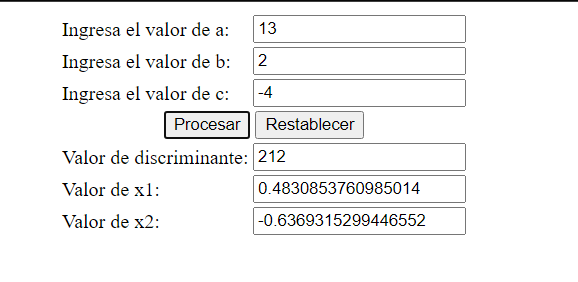 Ingresa el valor de a: 13
Ingresa el valor de b: 2
Ingresa el valor de c: -4
Procesar Restablecer
Valor de discriminante: 212
Valor de x1: 0.4830853760985014
Valor de x2: -0.6369315299446552